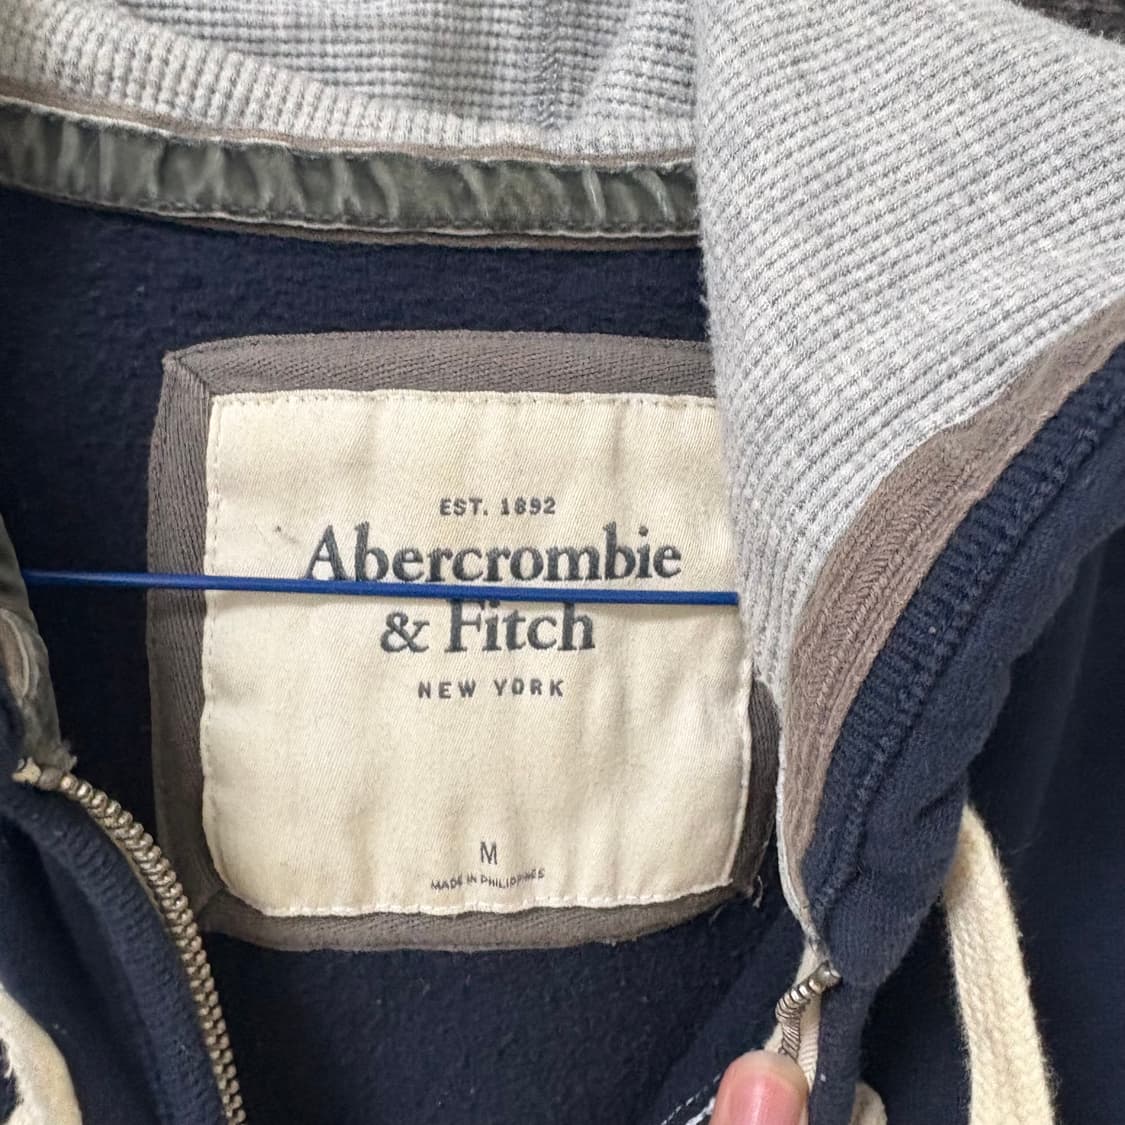 EST. 1892
Abercrombie
& Fitch
NEW YORK
M
MADE IN PHILIPPINES